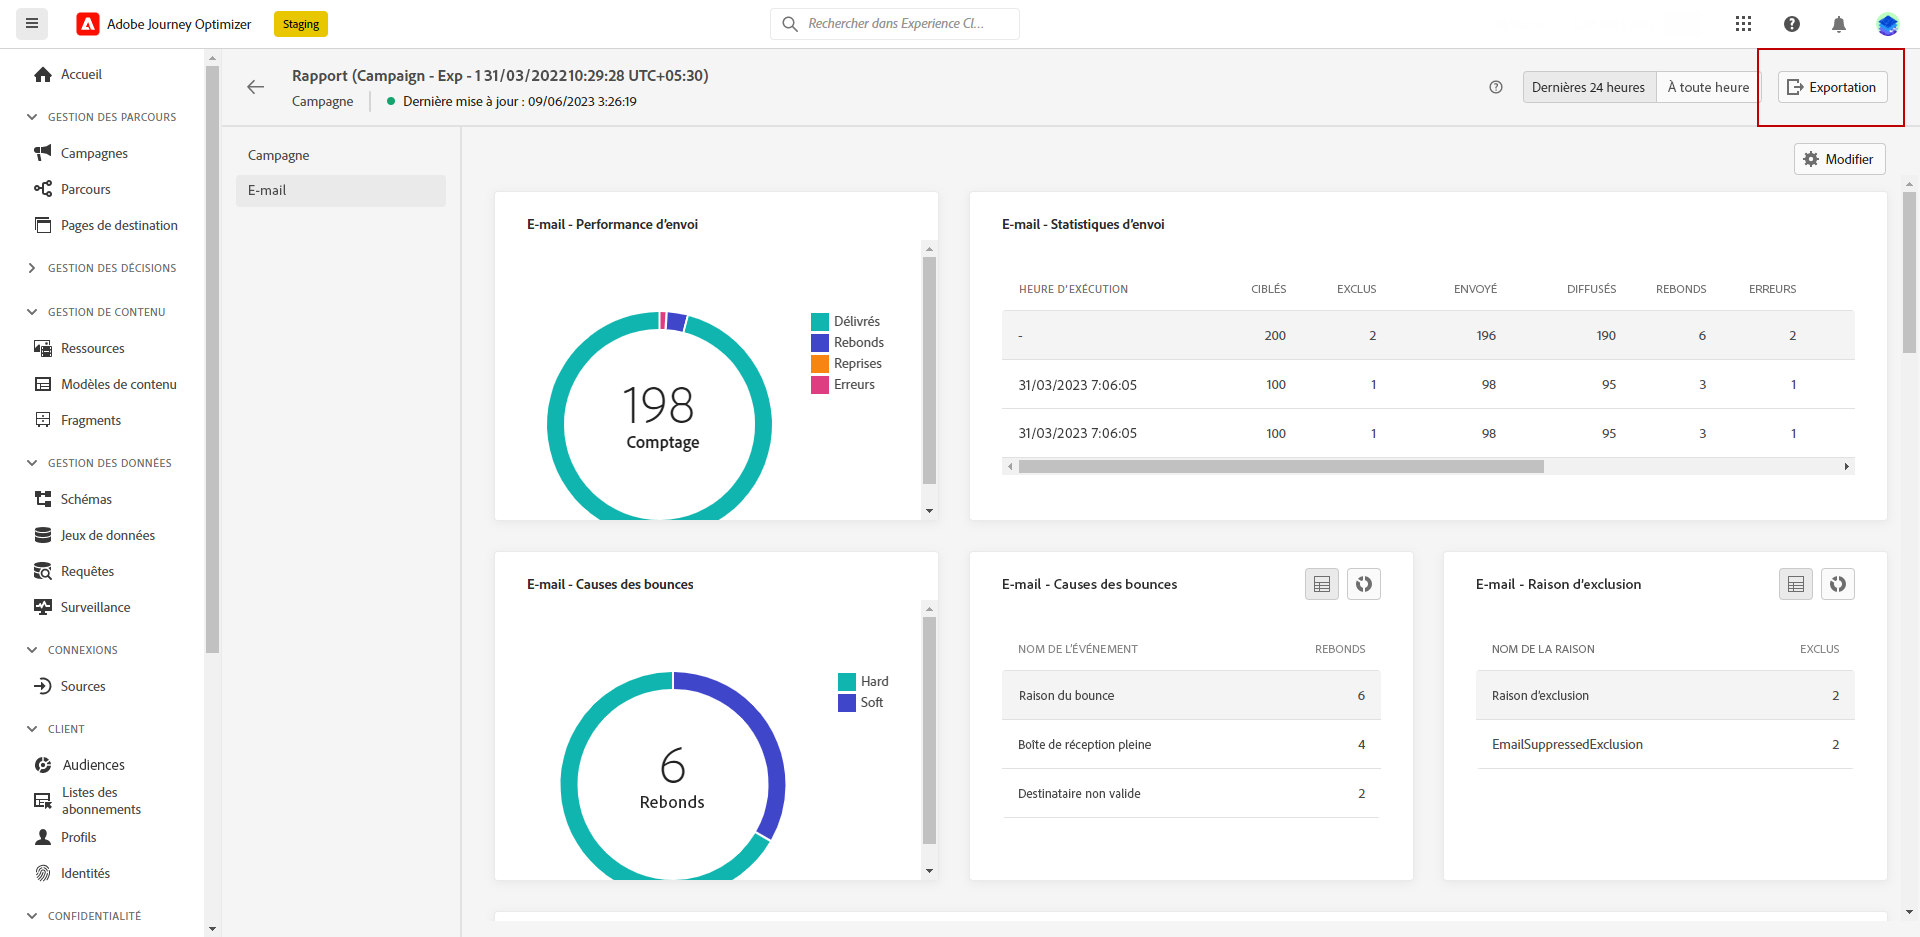 Adobe Journey Optimizer
Staging
Rechercher dans Experience Cl...
Accueil
GESTION DES PARCOURS
Campagnes
Parcours
Pages de destination
GESTION DES DÉCISIONS
GESTION DE CONTENU
Ressources
Modèles de contenu
Fragments
GESTION DES DONNÉES
Schémas
Jeux de données
Requêtes
Surveillance
CONNEXIONS
Sources
CLIENT
Audiences
Listes des
abonnements
Profils
Identités
CONFIDENTIALITÉ
Rapport (Campaign - Exp - 1 31/03/202210:29:28 UTC+05:30)
Campagne
Dernière mise à jour : 09/06/2023 3:26:19
Dernières 24 heures
À toute heure
Exportation
Campagne
E-mail
Modifier
E-mail - Performance d'envoi
198
Comptage
Délivrés
Rebonds
Reprises
Erreurs
E-mail - Statistiques d'envoi
HEURE D'EXÉCUTION CIBLÉS EXCLUS ENVOYÉ DIFFUSÉS REBONDS ERREURS
- 200 2 196 190 6 2
31/03/2023 7:06:05 100 1 98 95 3 1
31/03/2023 7:06:05 100 1 98 95 3 1
E-mail - Causes des bounces
6
Rebonds
Hard
Soft
E-mail - Causes des bounces
NOM DE L'ÉVÉNEMENT REBONDS
Raison du bounce 6
Boîte de réception pleine 4
Destinataire non valide 2
E-mail - Raison d'exclusion
NOM DE LA RAISON EXCLUS
Raison d'exclusion 2
EmailSuppressedExclusion 2